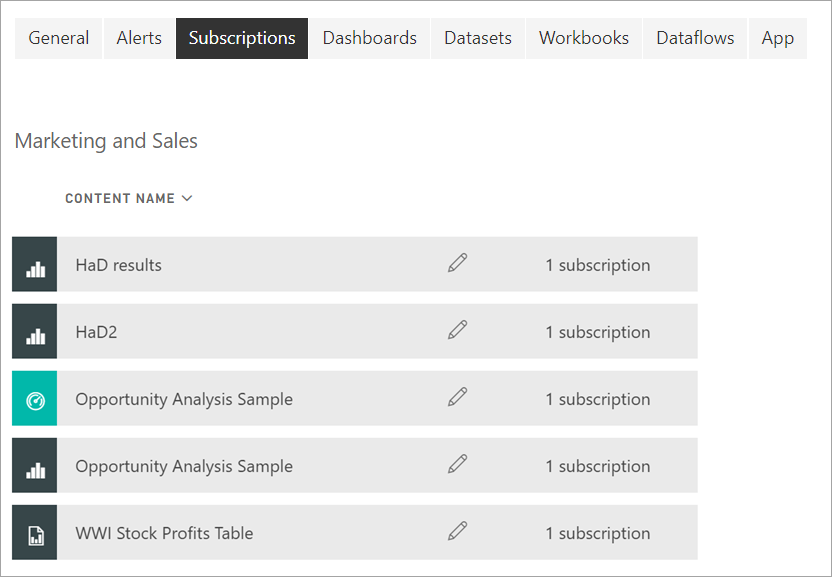 General Alerts Subscriptions Dashboards Datasets Workbooks Dataflows App
Marketing and Sales
CONTENT NAME
HaD results 1 subscription
HaD2 1 subscription
Opportunity Analysis Sample 1 subscription
Opportunity Analysis Sample 1 subscription
WWI Stock Profits Table 1 subscription